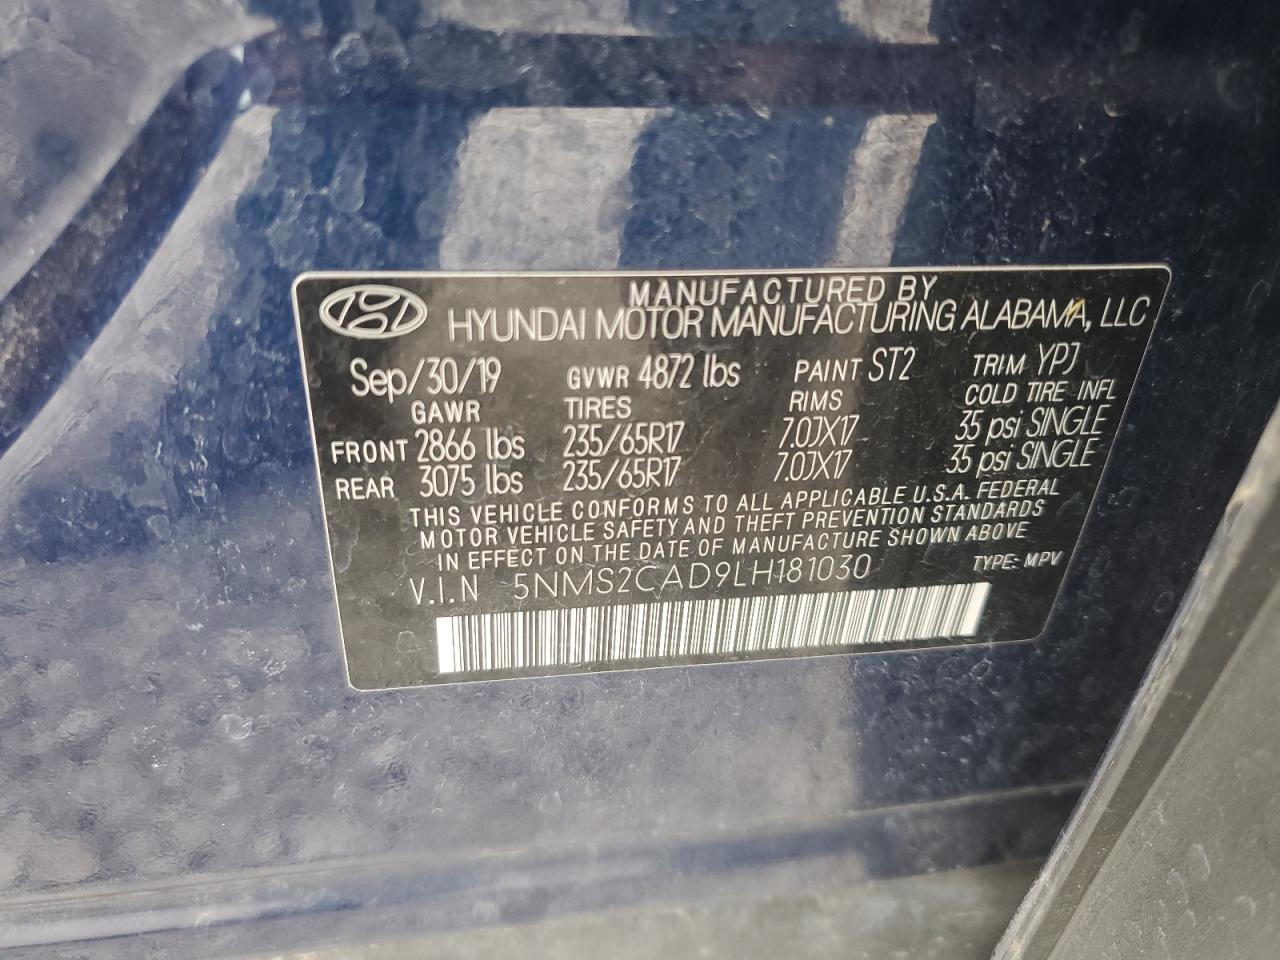 MANUFACTURED BY
HYUNDAI MOTOR MANUFACTURING ALABAMA, LLC
Sep/30/19 GVWR 4872 lbs PAINT ST2 TRIM YPJ
GAWR TIRES RIMS COLD TIRE INFL
FRONT 2866 lbs 235/65R17 7.0JX17 35 psi SINGLE
REAR 3075 lbs 235/65R17 7.0JX17 35 psi SINGLE
THIS VEHICLE CONFORMS TO ALL APPLICABLE U.S.A. FEDERAL
MOTOR VEHICLE SAFETY AND THEFT PREVENTION STANDARDS
IN EFFECT ON THE DATE OF MANUFACTURE SHOWN ABOVE
V.I.N 5NMS2CAD9LH181030 TYPE: MPV